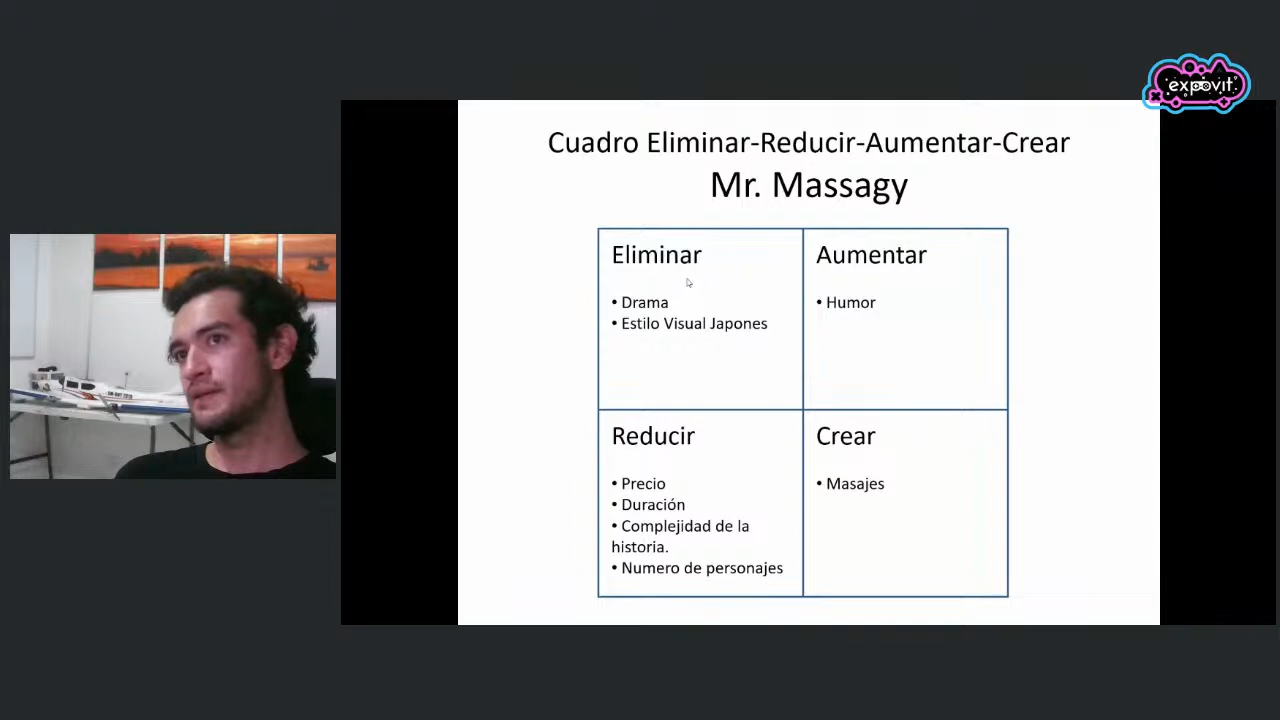 expovit
Cuadro Eliminar-Reducir-Aumentar-Crear
Mr. Massagy
Eliminar
• Drama
• Estilo Visual Japones
Aumentar
• Humor
Reducir
• Precio
• Duración
• Complejidad de la
historia.
• Numero de personajes
Crear
• Masajes